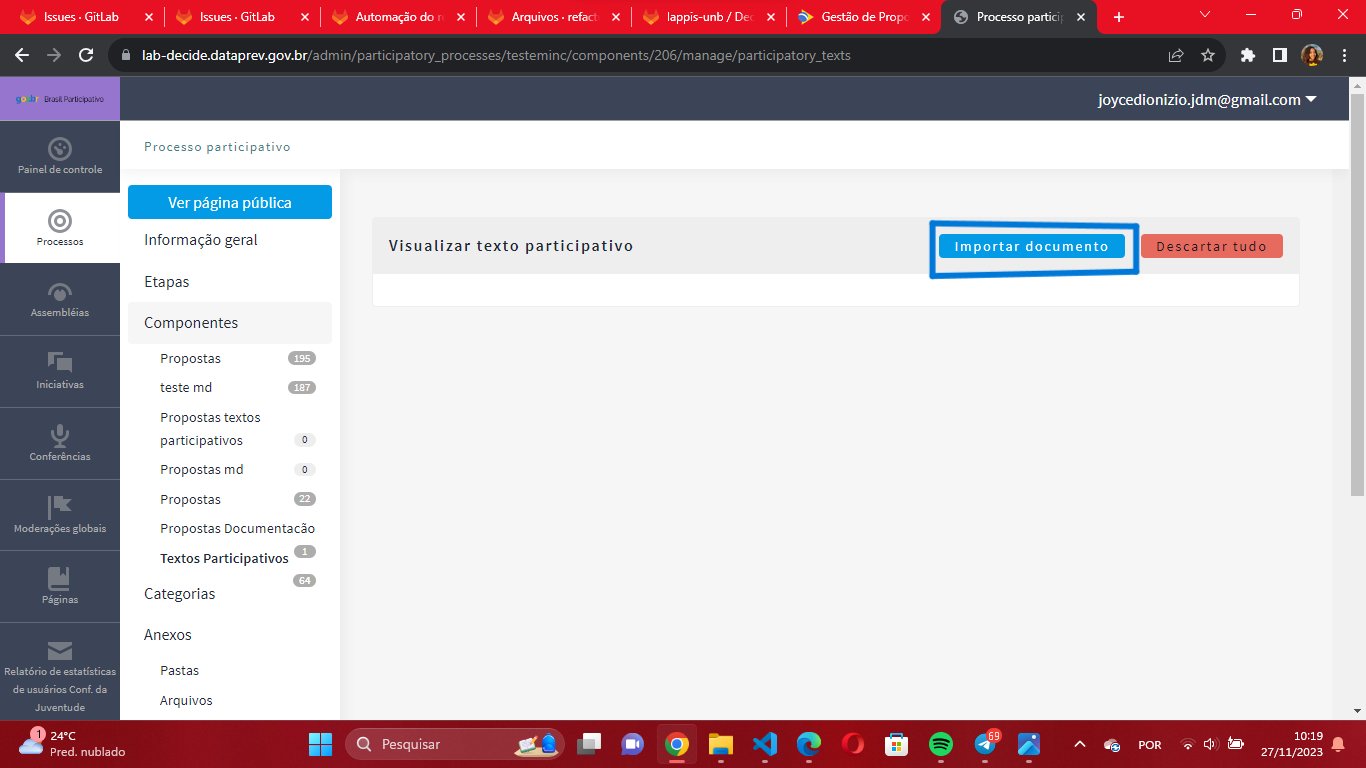 Issues · GitLab
Issues · GitLab
Automação do r
Arquivos · refact
lappis-unb / Dec
Gestão de Propo
Processo particip
lab-decide.dataprev.gov.br/admin/participatory_processes/testeminc/components/206/manage/participatory_texts
gov.br Brasil Participativo
joycedionizio.jdm@gmail.com
Processo participativo
Painel de controle
Processos
Assembléias
Iniciativas
Conferências
Moderações globais
Páginas
Relatório de estatísticas
de usuários Conf. da
Juventude
Ver página pública
Informação geral
Etapas
Componentes
Propostas 195
teste md 187
Propostas textos
participativos 0
Propostas md 0
Propostas 22
Propostas Documentacão
1
Textos Participativos
64
Categorias
Anexos
Pastas
Arquivos
Visualizar texto participativo Importar documento Descartar tudo
1
24°C
Pred. nublado
Pesquisar
69
POR
10:19
27/11/2023